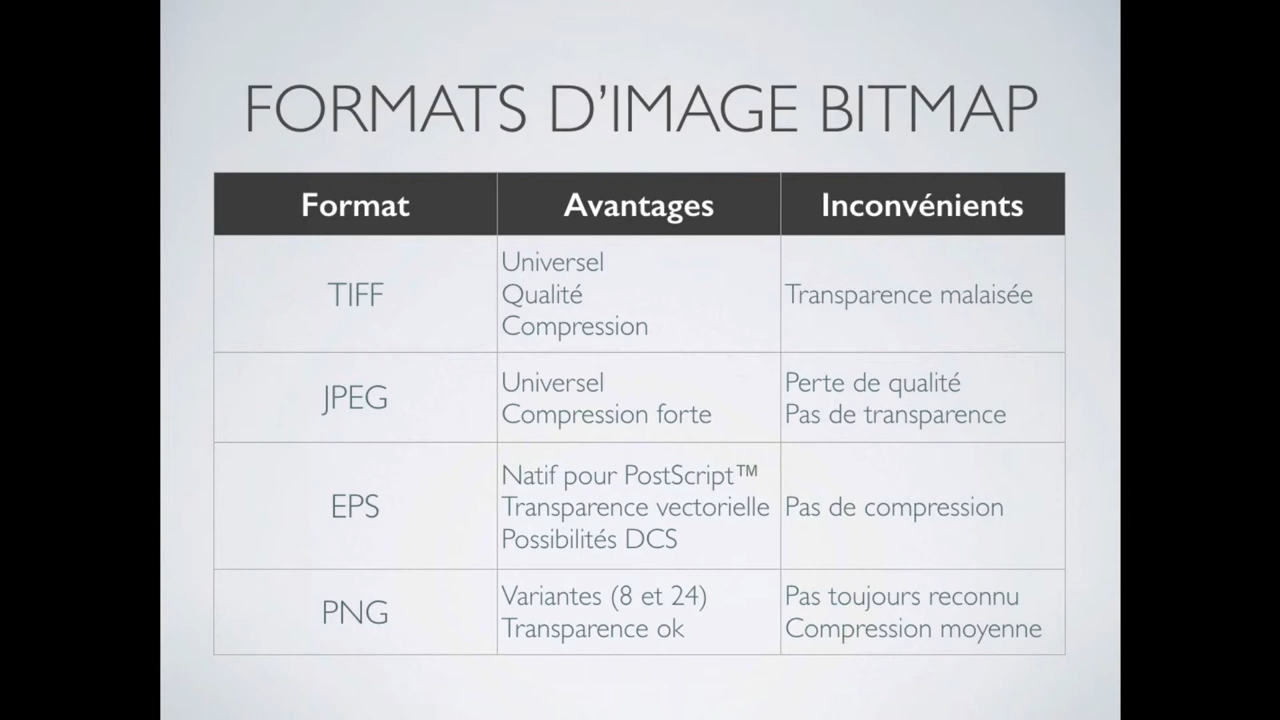 FORMATS D’IMAGE BITMAP
Format
Avantages
Inconvénients
TIFF
Universel
Qualité
Compression
Transparence malaisée
JPEG
Universel
Compression forte
Perte de qualité
Pas de transparence
EPS
Natif pour PostScript™
Transparence vectorielle
Possibilités DCS
Pas de compression
PNG
Variantes (8 et 24)
Transparence ok
Pas toujours reconnu
Compression moyenne